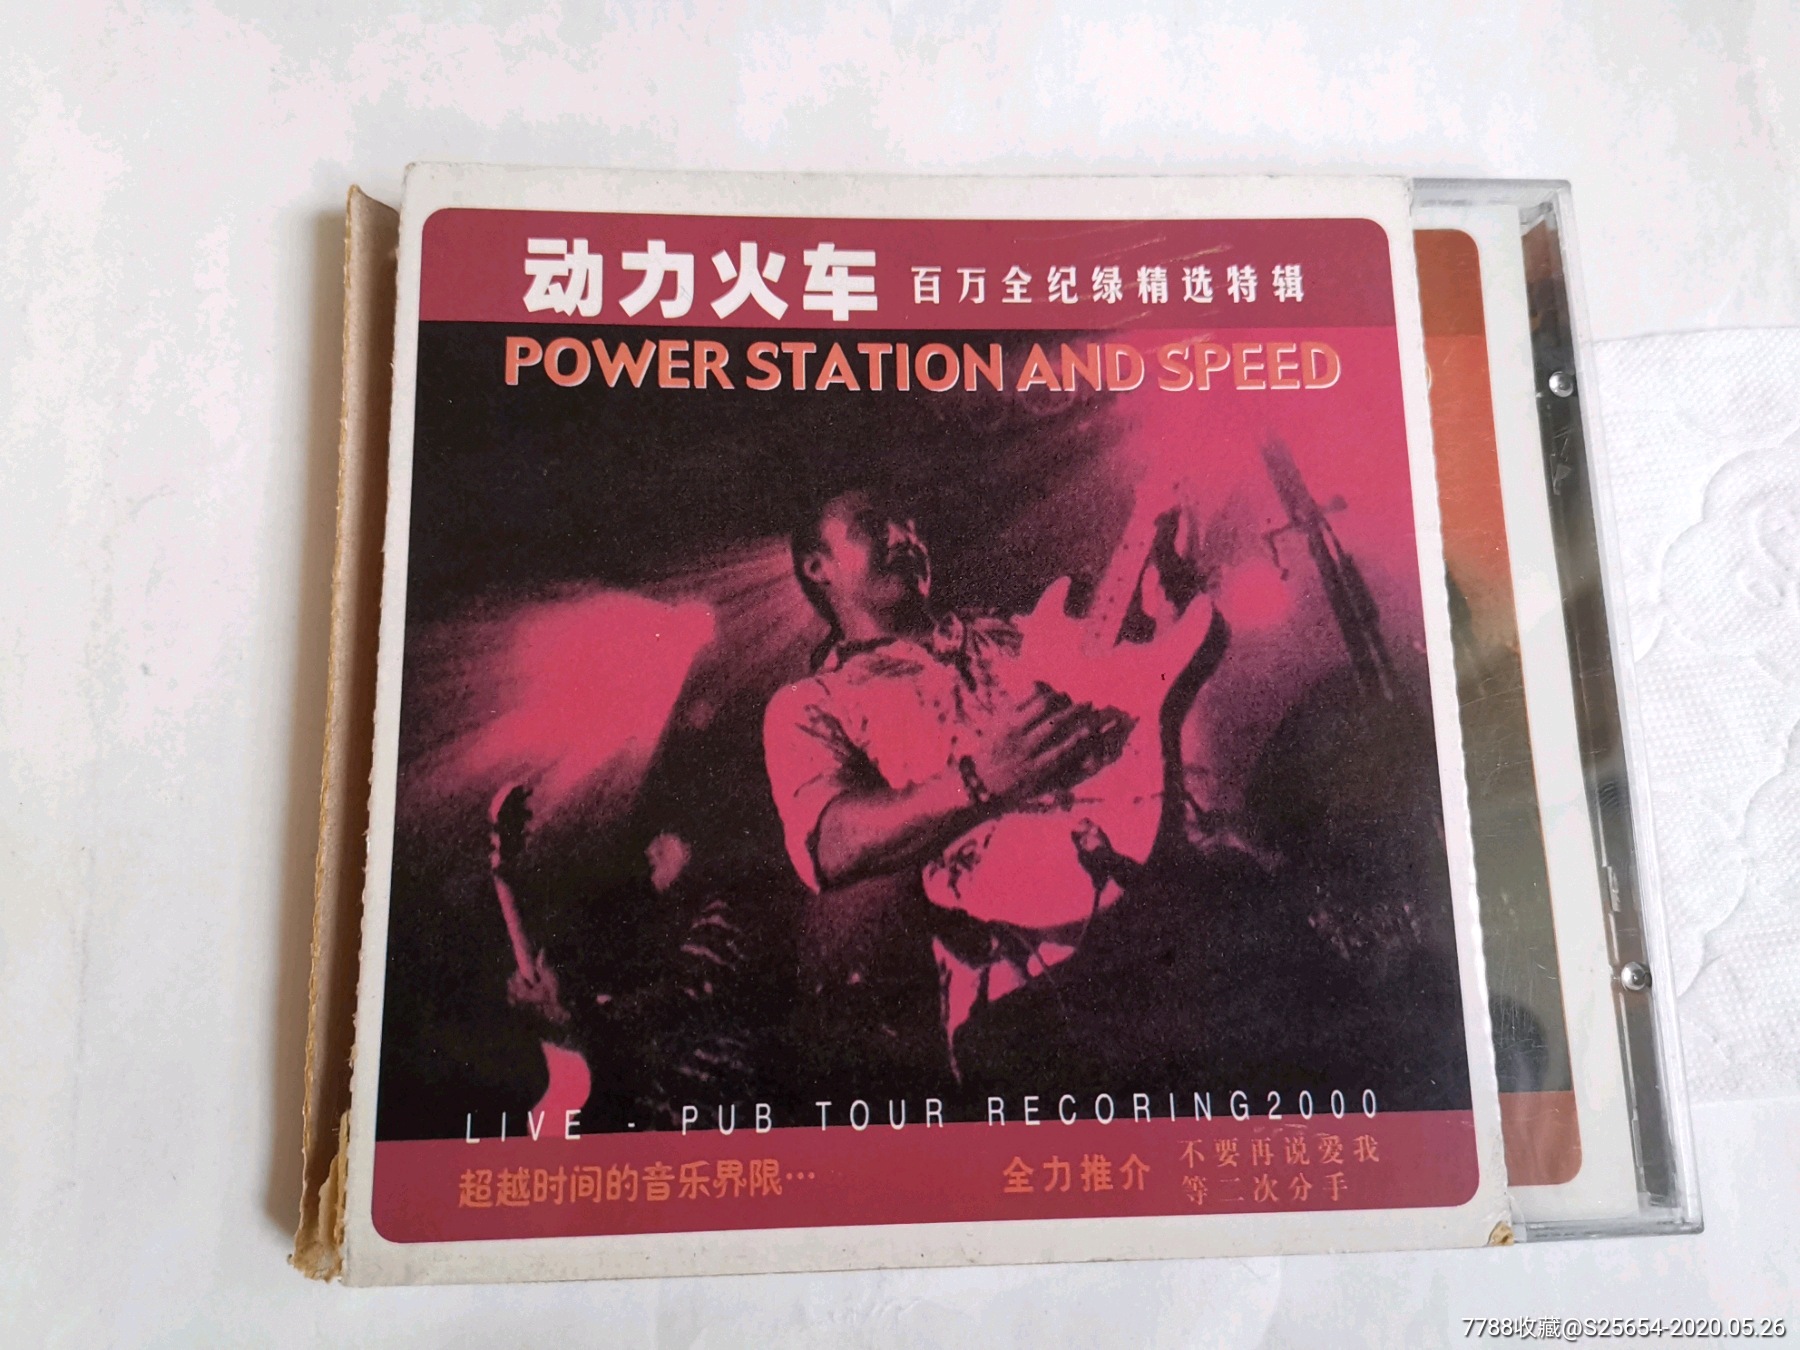 动力火车 百万全纪绿精选特辑
POWER STATION AND SPEED
LIVE - PUB TOUR RECORING2000
超越时间的音乐界限…
全力推介 不要再说爱我
等二次分手
7788收藏@S25654-2020.05.26